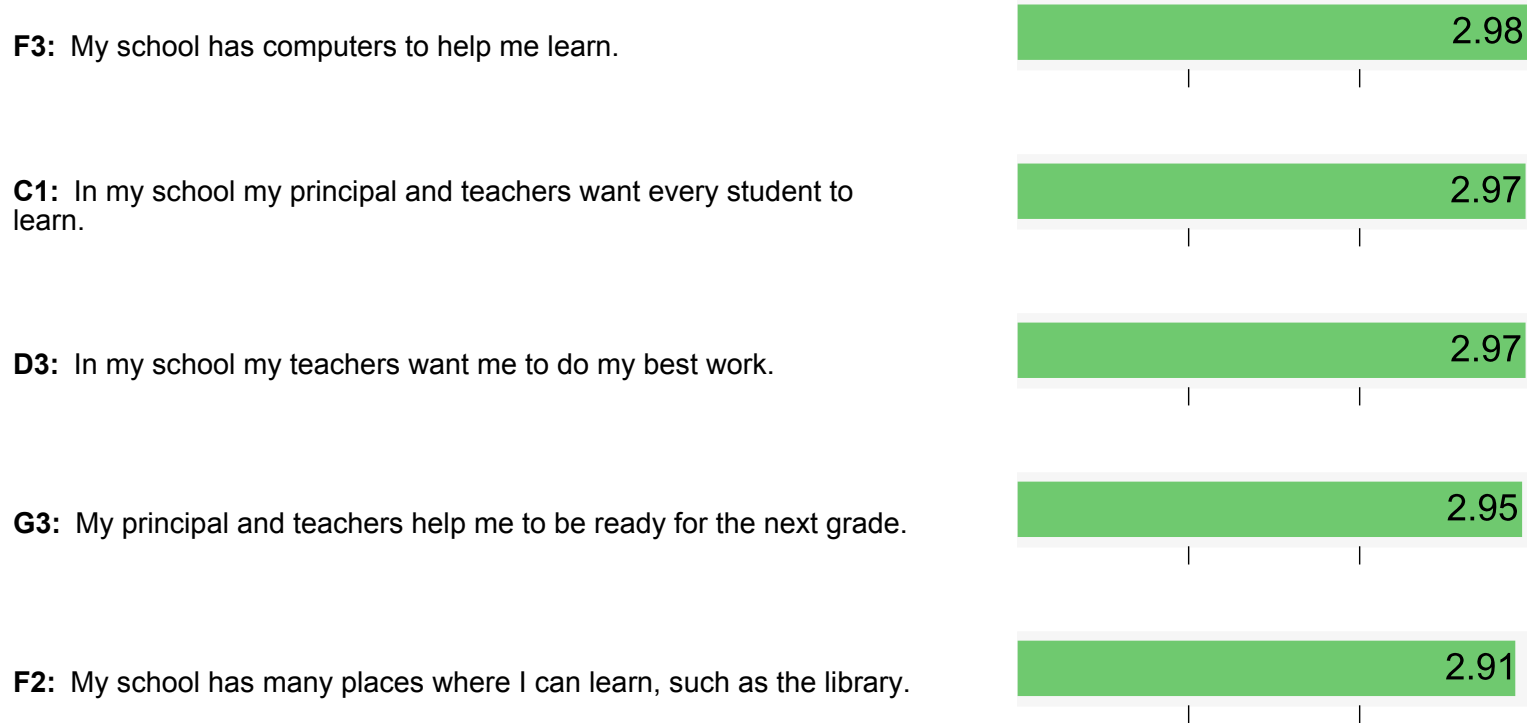 F3: My school has computers to help me learn.
2.98
C1: In my school my principal and teachers want every student to
learn.
2.97
D3: In my school my teachers want me to do my best work.
2.97
G3: My principal and teachers help me to be ready for the next grade.
2.95
F2: My school has many places where I can learn, such as the library.
2.91